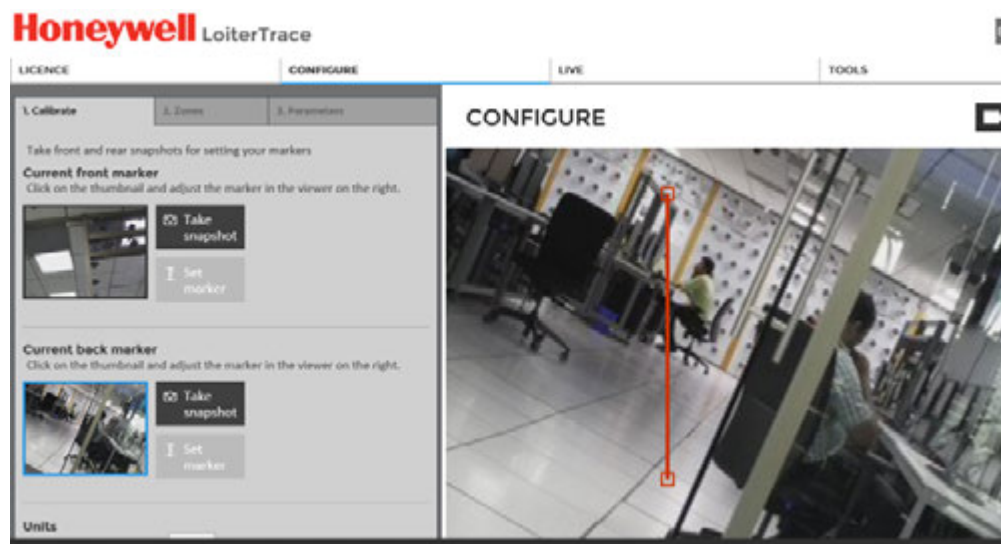 Honeywell LoiterTrace
LICENCE CONFIGURE LIVE TOOLS
1. Calibrate 2. Zones 3. Parameters
CONFIGURE
Take front and rear snapshots for setting your markers
Current front marker
Click on the thumbnail and adjust the marker in the viewer on the right.
Take
snapshot
Set
marker
Current back marker
Click on the thumbnail and adjust the marker in the viewer on the right.
Take
snapshot
Set
marker
Units